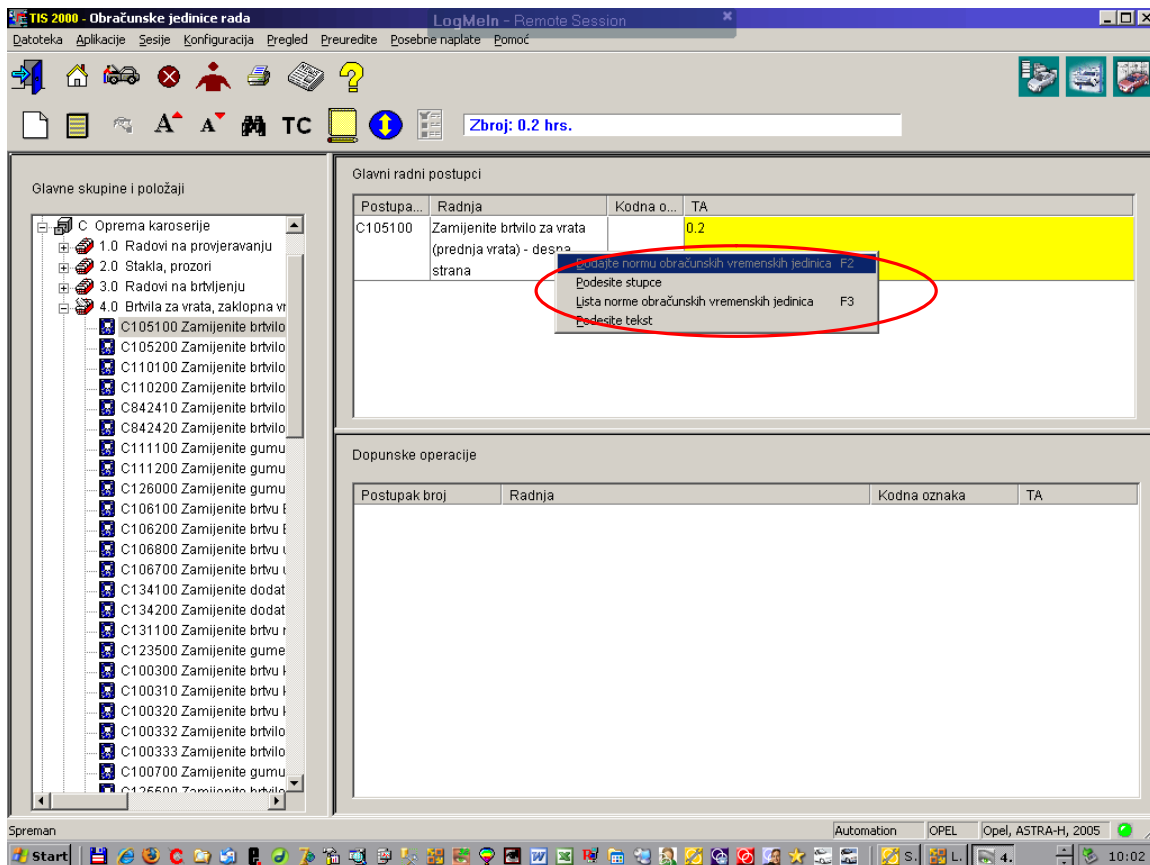 TIS 2000 - Obračunske jedinice rada
LogMeIn - Remote Session
Datoteka Aplikacije Sesije Konfiguracija Pregled Preuredite Posebne naplate Pomoć
TC
Zbroj: 0.2 hrs.
Glavne skupine i položaji
C Oprema karoserije
1.0 Radovi na provjeravanju
2.0 Stakla, prozori
3.0 Radovi na brtvljenju
4.0 Brtvila za vrata, zaklopna vr
C105100 Zamijenite brtvilo
C105200 Zamijenite brtvilo
C110100 Zamijenite brtvilo
C110200 Zamijenite brtvilo
C842410 Zamijenite brtvilo
C842420 Zamijenite brtvilo
C111100 Zamijenite gumu
C111200 Zamijenite gumu
C126000 Zamijenite gumu
C106100 Zamijenite brtvu
C106200 Zamijenite brtvu
C106800 Zamijenite brtvu
C106700 Zamijenite brtvu
C134100 Zamijenite dodat
C134200 Zamijenite dodat
C131100 Zamijenite brtvu
C123500 Zamijenite gume
C100300 Zamijenite brtvu
C100310 Zamijenite brtvu
C100320 Zamijenite brtvu
C100332 Zamijenite brtvilo
C100333 Zamijenite brtvilo
C100700 Zamijenite gumu
Glavni radni postupci
Postupa... Radnja Kodna o... TA
C105100 Zamijenite brtvilo za vrata 0.2
(prednja vrata) - desna
strana
Dodajte normu obračunskih vremenskih jedinica F2
Podesite stupce
Lista norme obračunskih vremenskih jedinica F3
Podesite tekst
Dopunske operacije
Postupak broj Radnja Kodna oznaka TA
Spreman Automation OPEL Opel, ASTRA-H, 2005
Start S. L. 4. 10:02